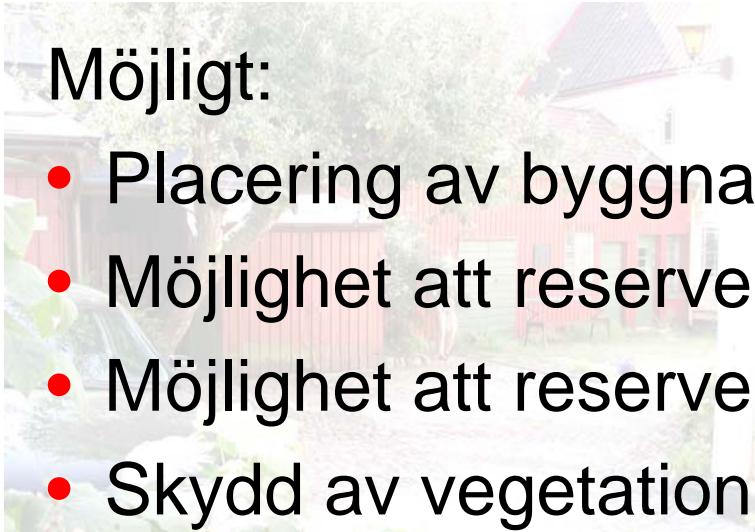 Möjligt:
• Placering av byggna
• Möjlighet att reserve
• Möjlighet att reserve
• Skydd av vegetation